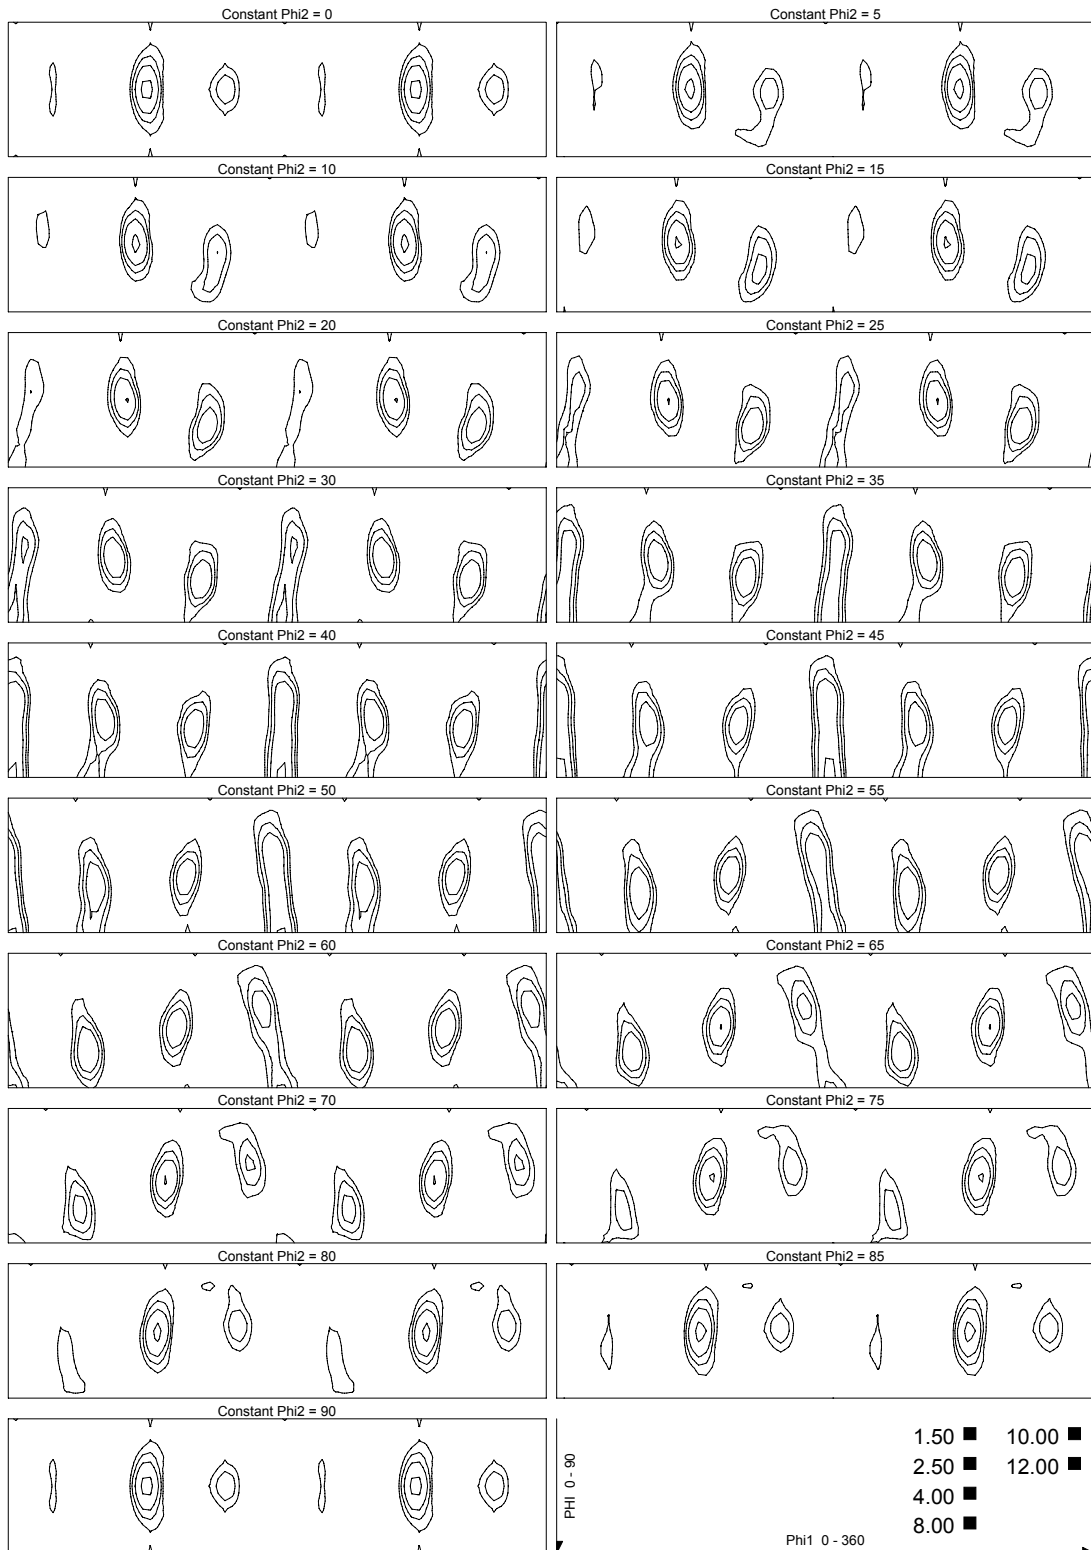 Constant Phi2 = 0
Constant Phi2 = 5
Constant Phi2 = 10
Constant Phi2 = 15
Constant Phi2 = 20
Constant Phi2 = 25
Constant Phi2 = 30
Constant Phi2 = 35
Constant Phi2 = 40
Constant Phi2 = 45
Constant Phi2 = 50
Constant Phi2 = 55
Constant Phi2 = 60
Constant Phi2 = 65
Constant Phi2 = 70
Constant Phi2 = 75
Constant Phi2 = 80
Constant Phi2 = 85
Constant Phi2 = 90
PHI 0 - 90
1.50 10.00
2.50 12.00
4.00
8.00
Phi1 0 - 360